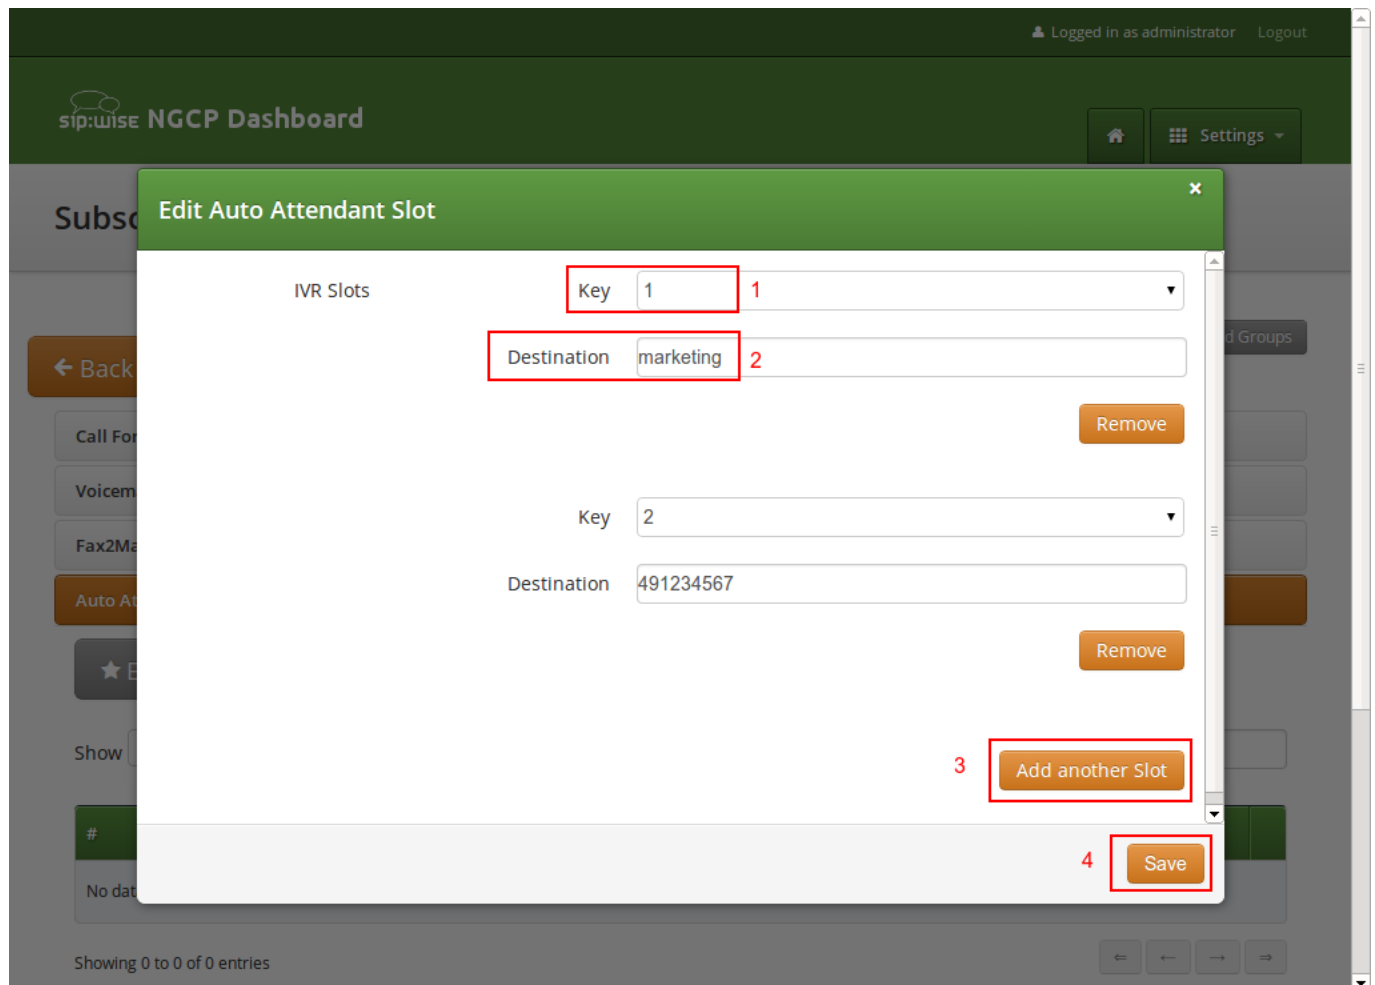 Logged in as administrator Logout
sip:wise NGCP Dashboard
Settings
Subsc
Edit Auto Attendant Slot
×
IVR Slots Key 1 1
Destination marketing 2
d Groups
Back
Remove
Call For
Voicem
Key 2
Fax2Ma
Destination 491234567
Auto At
Remove
E
Show
3 Add another Slot
#
4 Save
No dat
Showing 0 to 0 of 0 entries
⇐ ← → ⇒